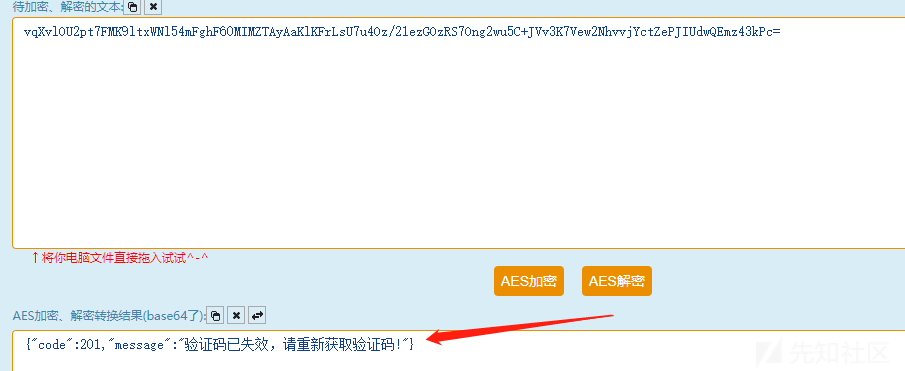 待加密、解密的文本:
vqXvlOU2pt7FMK9ltxWNl54mFghF6OMIMZTAyAaKlKFrLsU7u4Oz/2lezGOzRS7Ong2wu5C+JVv3K7Vew2NhvvjYctZePJIUdwQEmz43kPc=
↑将你电脑文件直接拖入试试^-^
AES加密 AES解密
AES加密、解密转换结果(base64了):
{"code":201,"message":"验证码已失效，请重新获取验证码!"}
先知社区